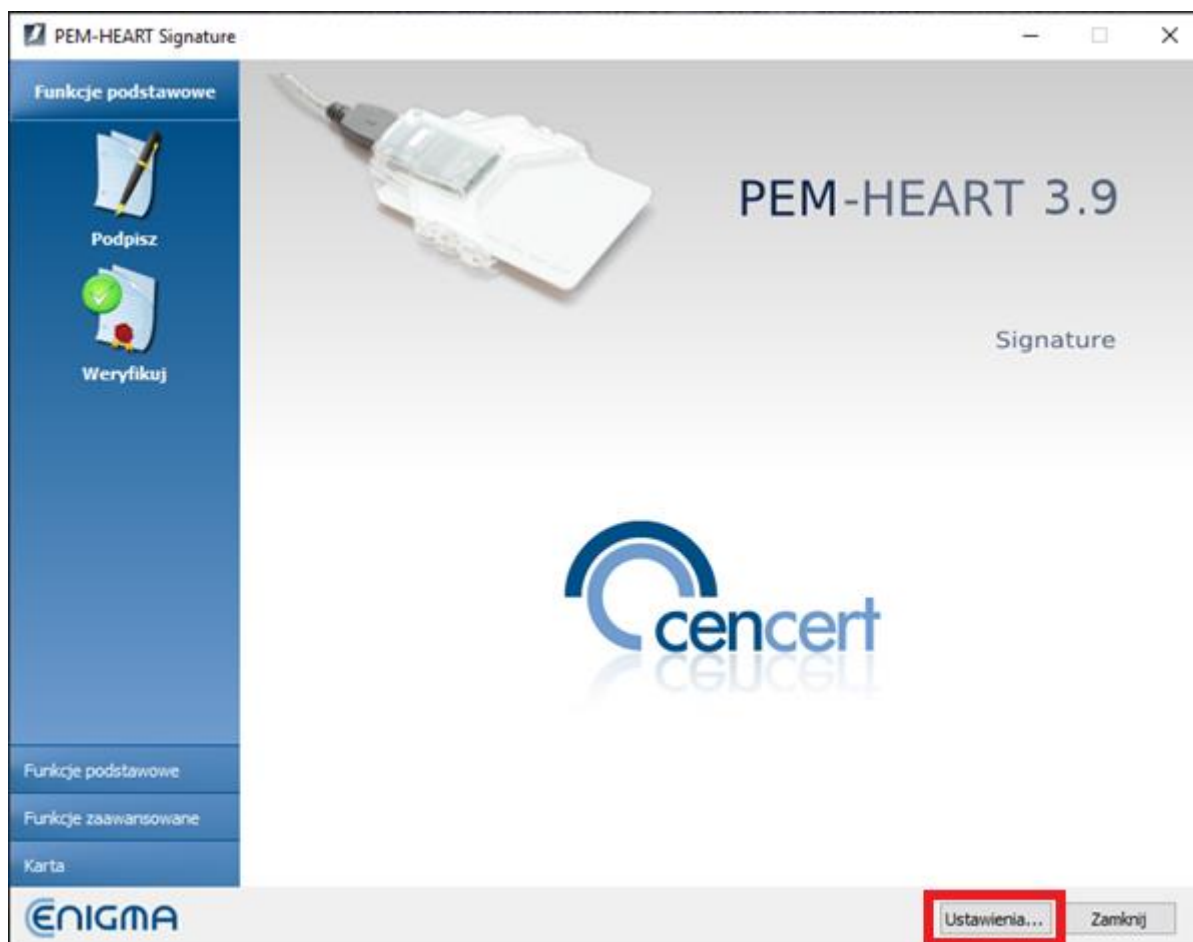 PEM-HEART Signature
Funkcje podstawowe
Podpisz
Weryfikuj
PEM-HEART 3.9
Signature
cencert
Funkcje podstawowe
Funkcje zaawansowane
Karta
ENIGMA
Ustawienia...
Zamknij